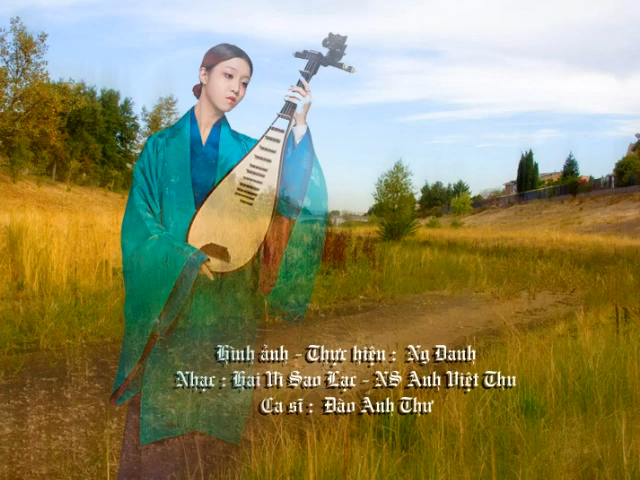 Hình ảnh - Thực hiện : Ng Danh
Nhạc : Hai Vì Sao Lạc - NS Anh Việt Thu
Ca sĩ : Đào Anh Thư